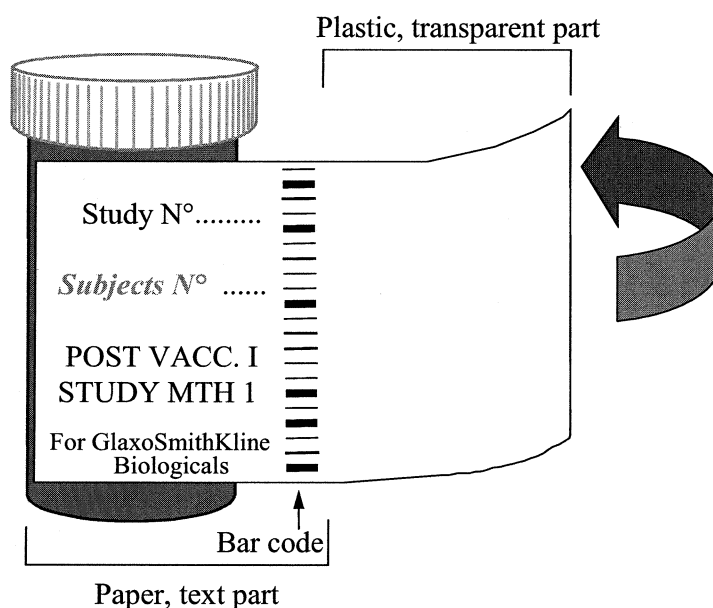 Plastic, transparent part
Study N°.........
Subjects N° ......
POST VACC. I
STUDY MTH 1
For GlaxoSmithKline
Biologicals
Bar code
Paper, text part